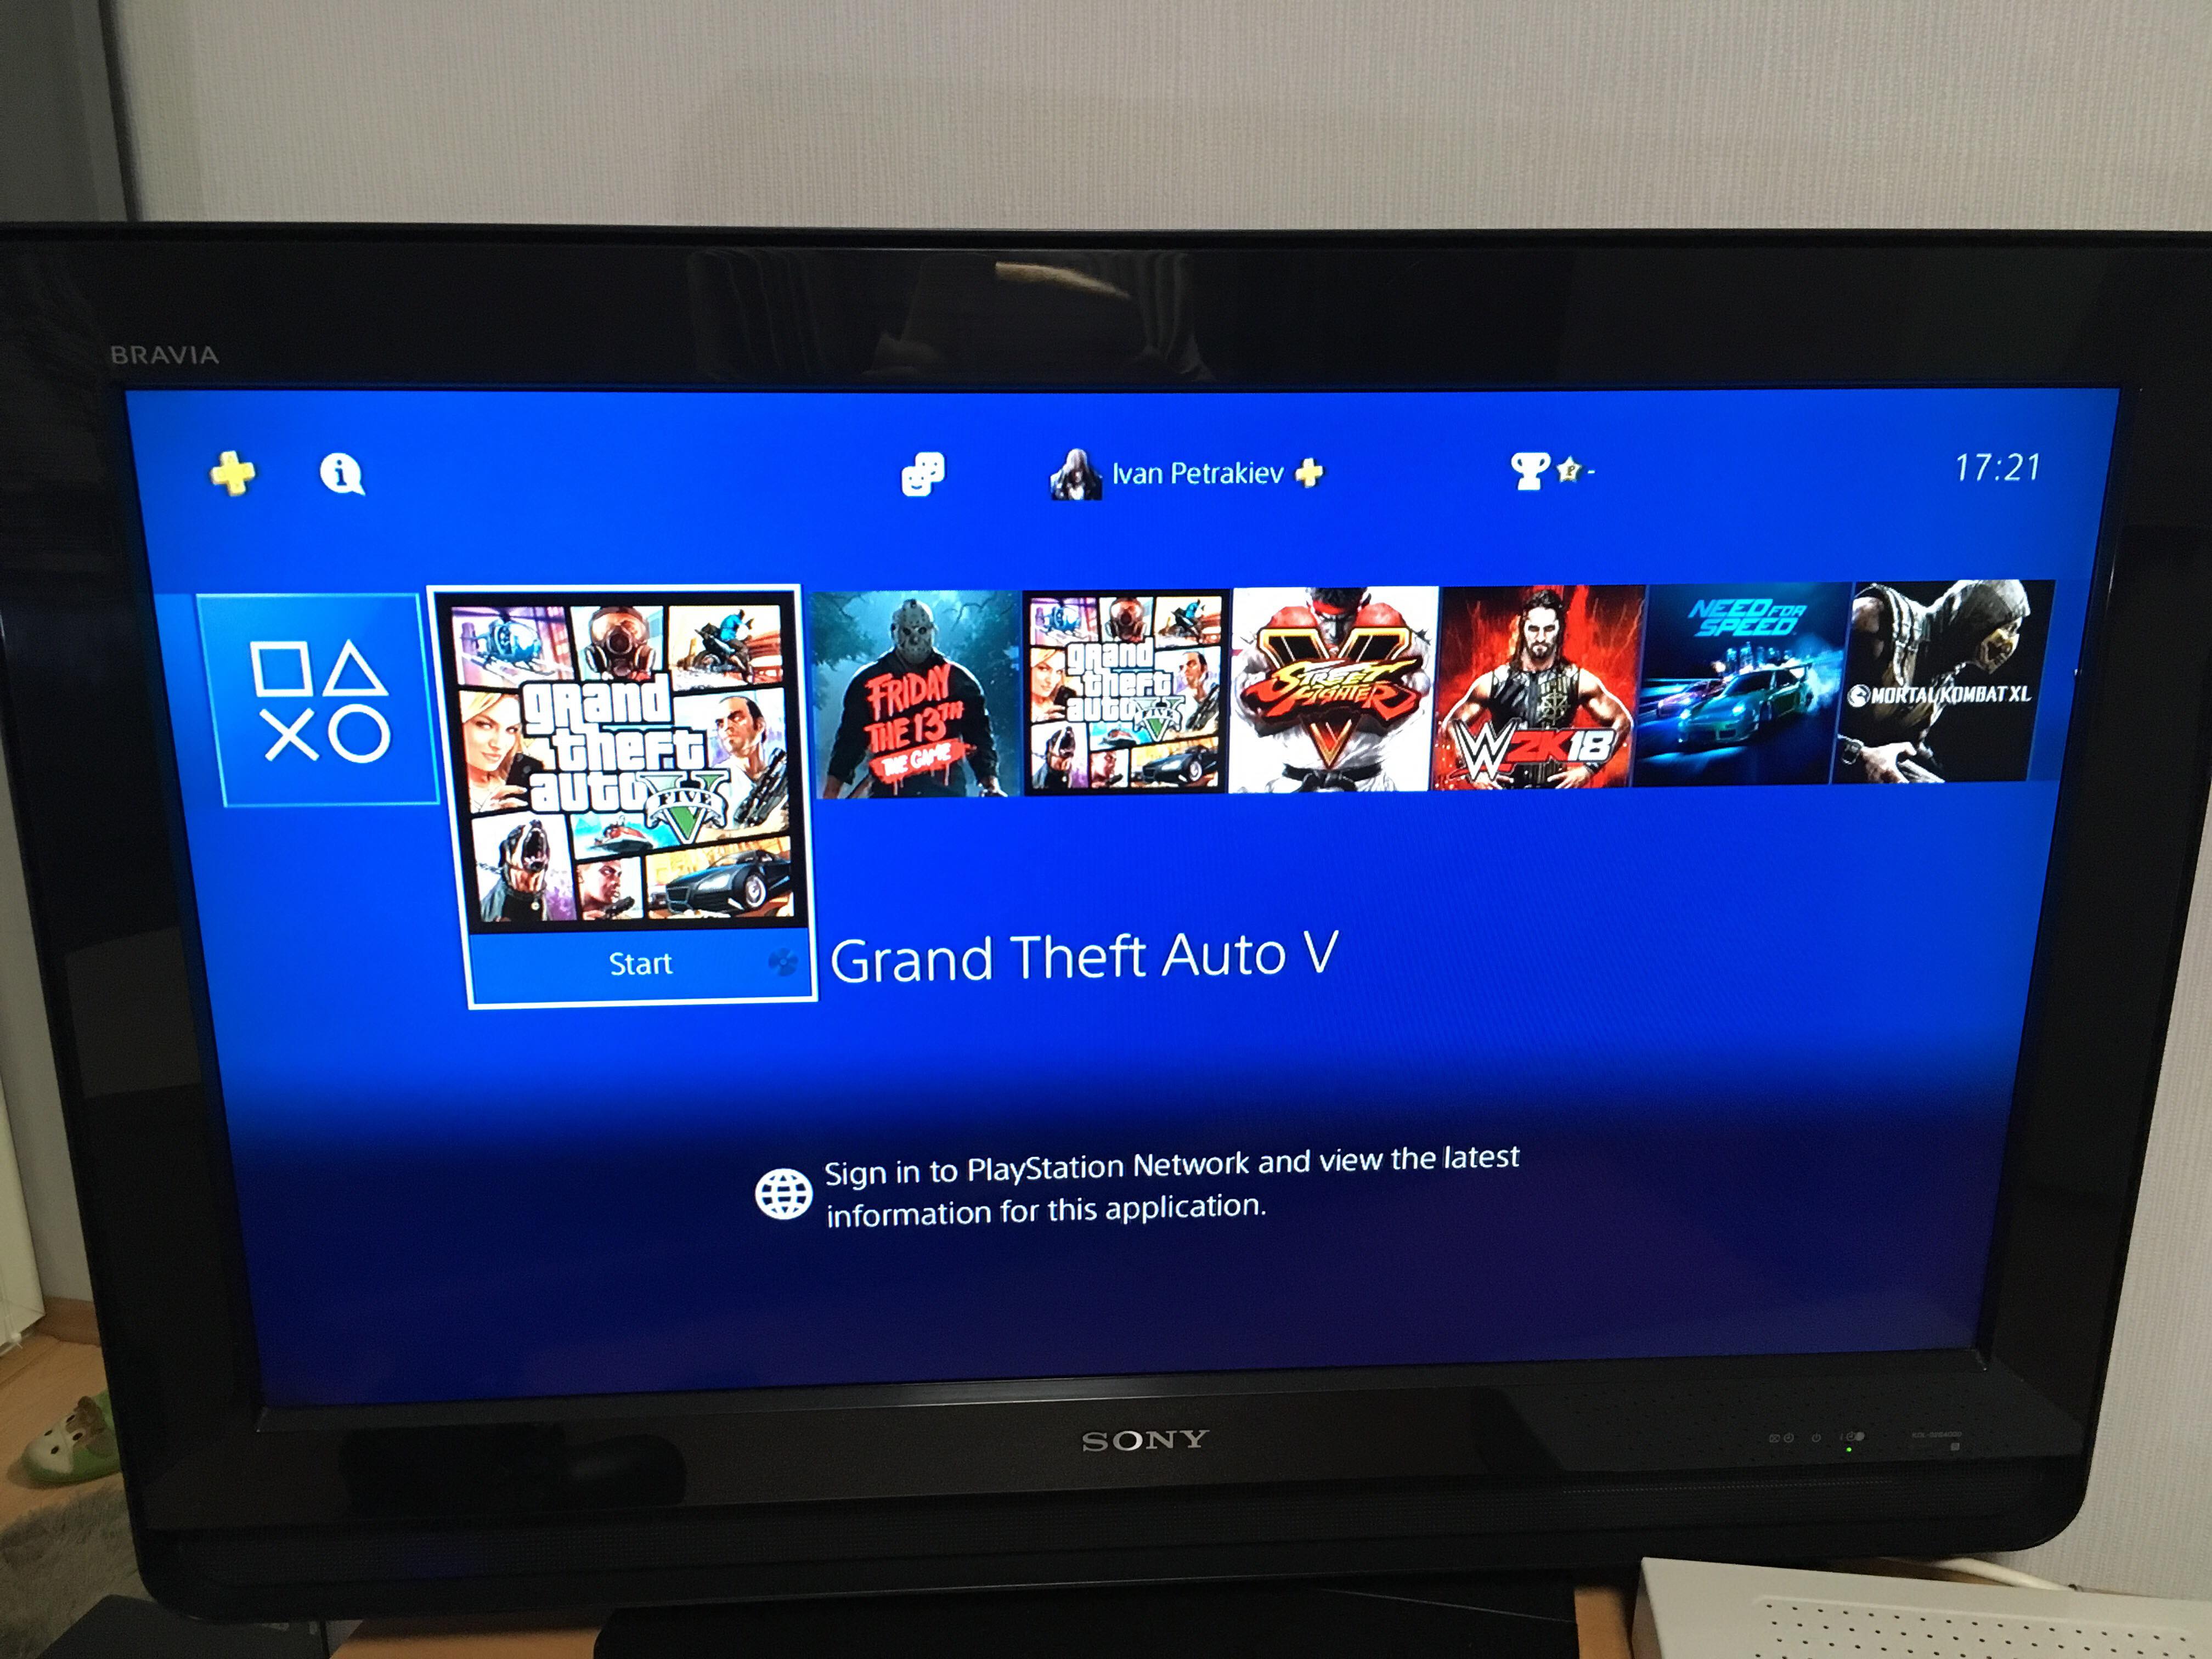 BRAVIA
Ivan Petrakiev
17:21
grand
theft
auto
FIVE
FRIDAY
THE 13TH
THE GAME
grand
theft
auto
V
STREET
FIGHTER
V
W2K18
NEED FOR
SPEED
MORTAL KOMBAT XL
Start
Grand Theft Auto V
Sign in to PlayStation Network and view the latest
information for this application.
SONY